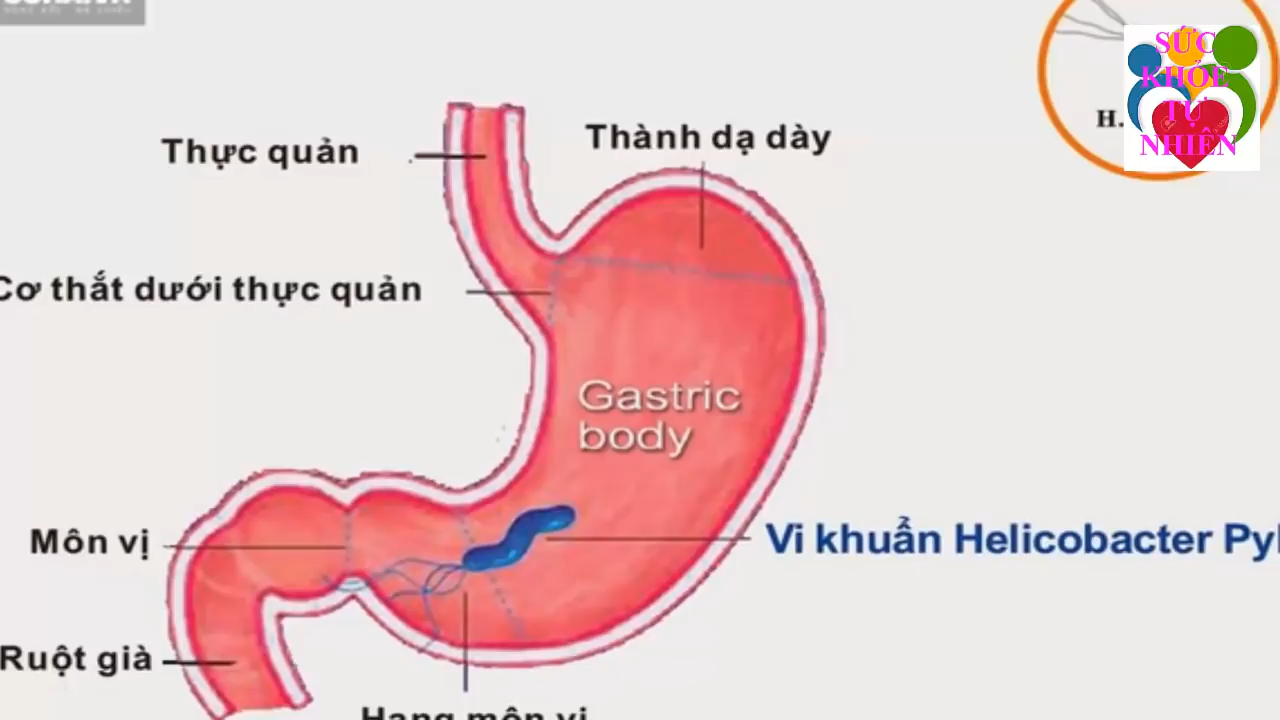 SỨC
KHỎE
TỰ
NHIÊN
H.
Thực quản
Thành dạ dày
Cơ thắt dưới thực quản
Gastric
body
Môn vị
Vi khuẩn Helicobacter Pyl
Ruột già
Hang môn vị